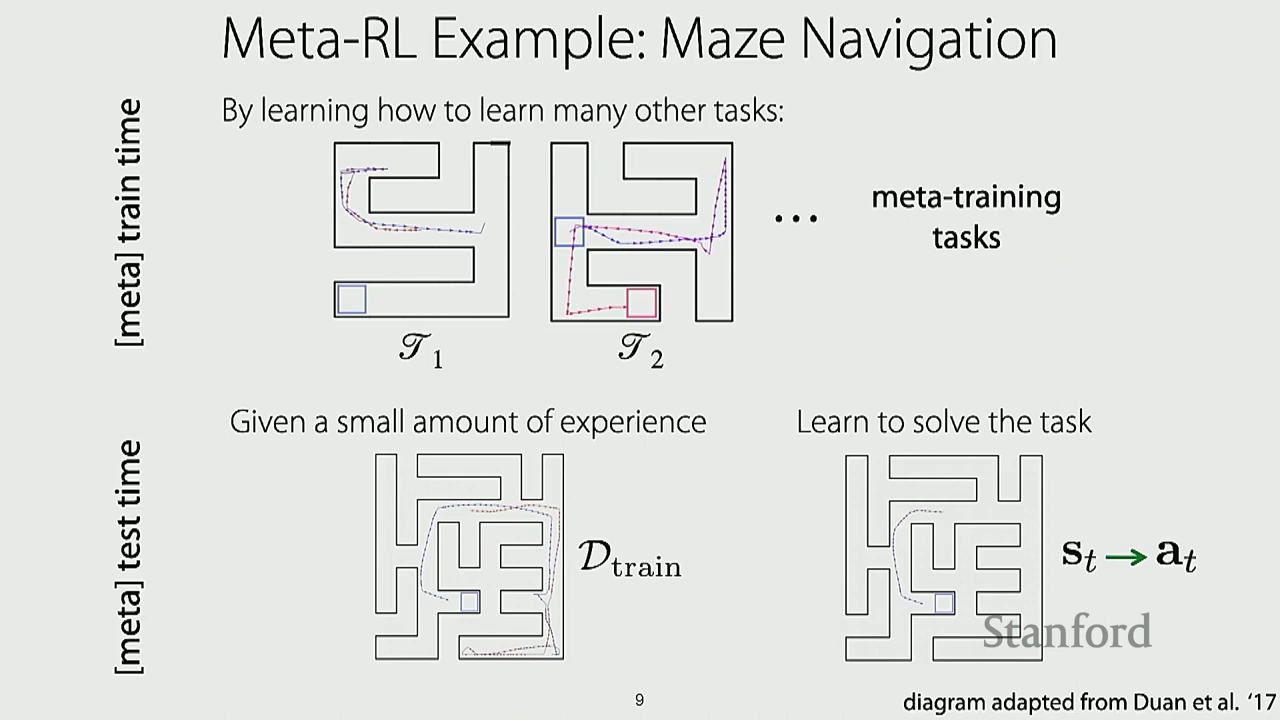 Meta-RL Example: Maze Navigation
[meta] train time
By learning how to learn many other tasks:
...
meta-training
tasks
𝒯1
𝒯2
[meta] test time
Given a small amount of experience
Learn to solve the task
𝒟train
st → at
Stanford
9
diagram adapted from Duan et al. ‘17